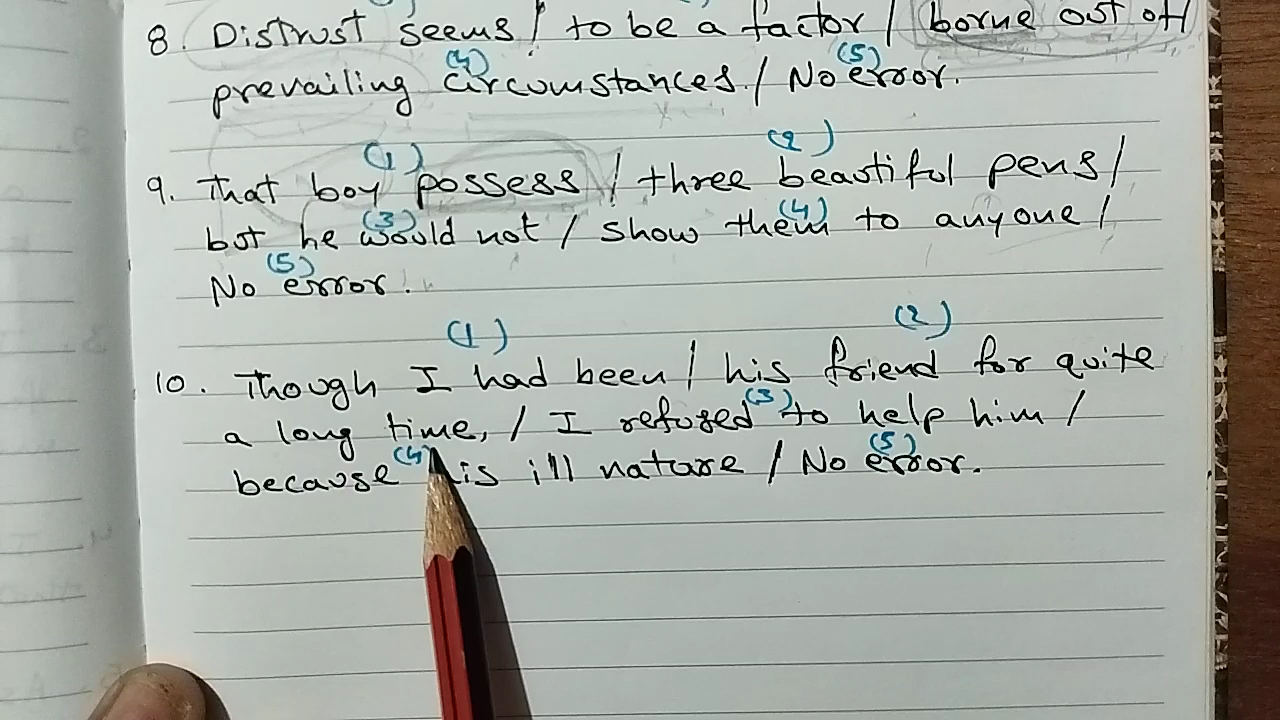 8. Distrust seems / to be a factor / borne out of /
(4) (5)
prevailing circumstances. / No error.
(1) (2)
9. That boy possess / three beautiful pens /
(3) (4)
but he would not / show them to anyone /
(5)
No error.
(1) (2)
10. Though I had been / his friend for quite
(3)
a long time, / I refused to help him /
(4) (5)
because his ill nature / No error.